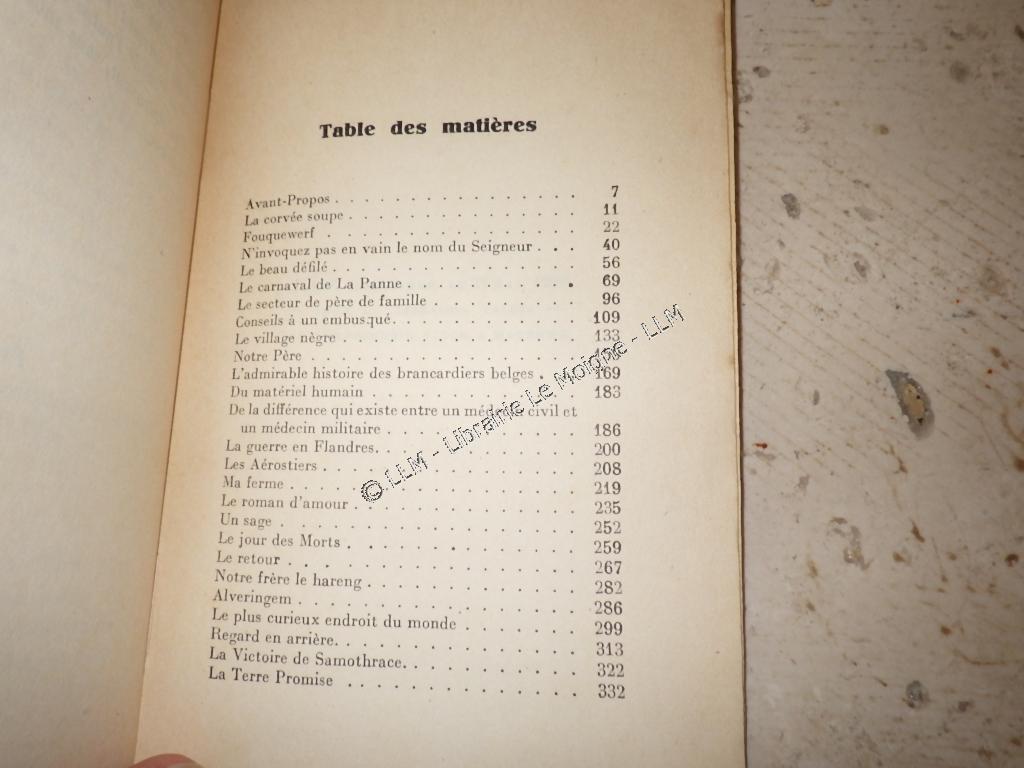 Table des matières
Avant-Propos . . . . . . . . . . . . . . . . 7
La corvée soupe . . . . . . . . . . . . . . . 11
Fouquewerf . . . . . . . . . . . . . . . . 22
N'invoquez pas en vain le nom du Seigneur . . . 40
Le beau défilé . . . . . . . . . . . . . . . . 56
Le carnaval de La Panne . . . . . . . . . . . . 69
Le secteur de père de famille . . . . . . . . . . 96
Conseils à un embusqué. . . . . . . . . . . . . 109
Le village nègre . . . . . . . . . . . . . . . 133
Notre Père . . . . . . . . . . . . . . . . .
L'admirable histoire des brancardiers belges . . . 169
Du matériel humain . . . . . . . . . . . . . . 183
De la différence qui existe entre un médecin civil et
un médecin militaire . . . . . . . . . . . . . 186
La guerre en Flandres. . . . . . . . . . . . . . 200
Les Aérostiers . . . . . . . . . . . . . . . . 208
Ma ferme . . . . . . . . . . . . . . . . . . 219
Le roman d'amour . . . . . . . . . . . . . . . 235
Un sage . . . . . . . . . . . . . . . . . . 252
Le jour des Morts . . . . . . . . . . . . . . . 259
Le retour . . . . . . . . . . . . . . . . . . 267
Notre frère le hareng . . . . . . . . . . . . . . 282
Alveringem . . . . . . . . . . . . . . . . . 286
Le plus curieux endroit du monde . . . . . . . . 299
Regard en arrière. . . . . . . . . . . . . . . . 313
La Victoire de Samothrace. . . . . . . . . . . . 322
La Terre Promise . . . . . . . . . . . . . . . 332
© LLM - Librairie Le Moigne - LLM